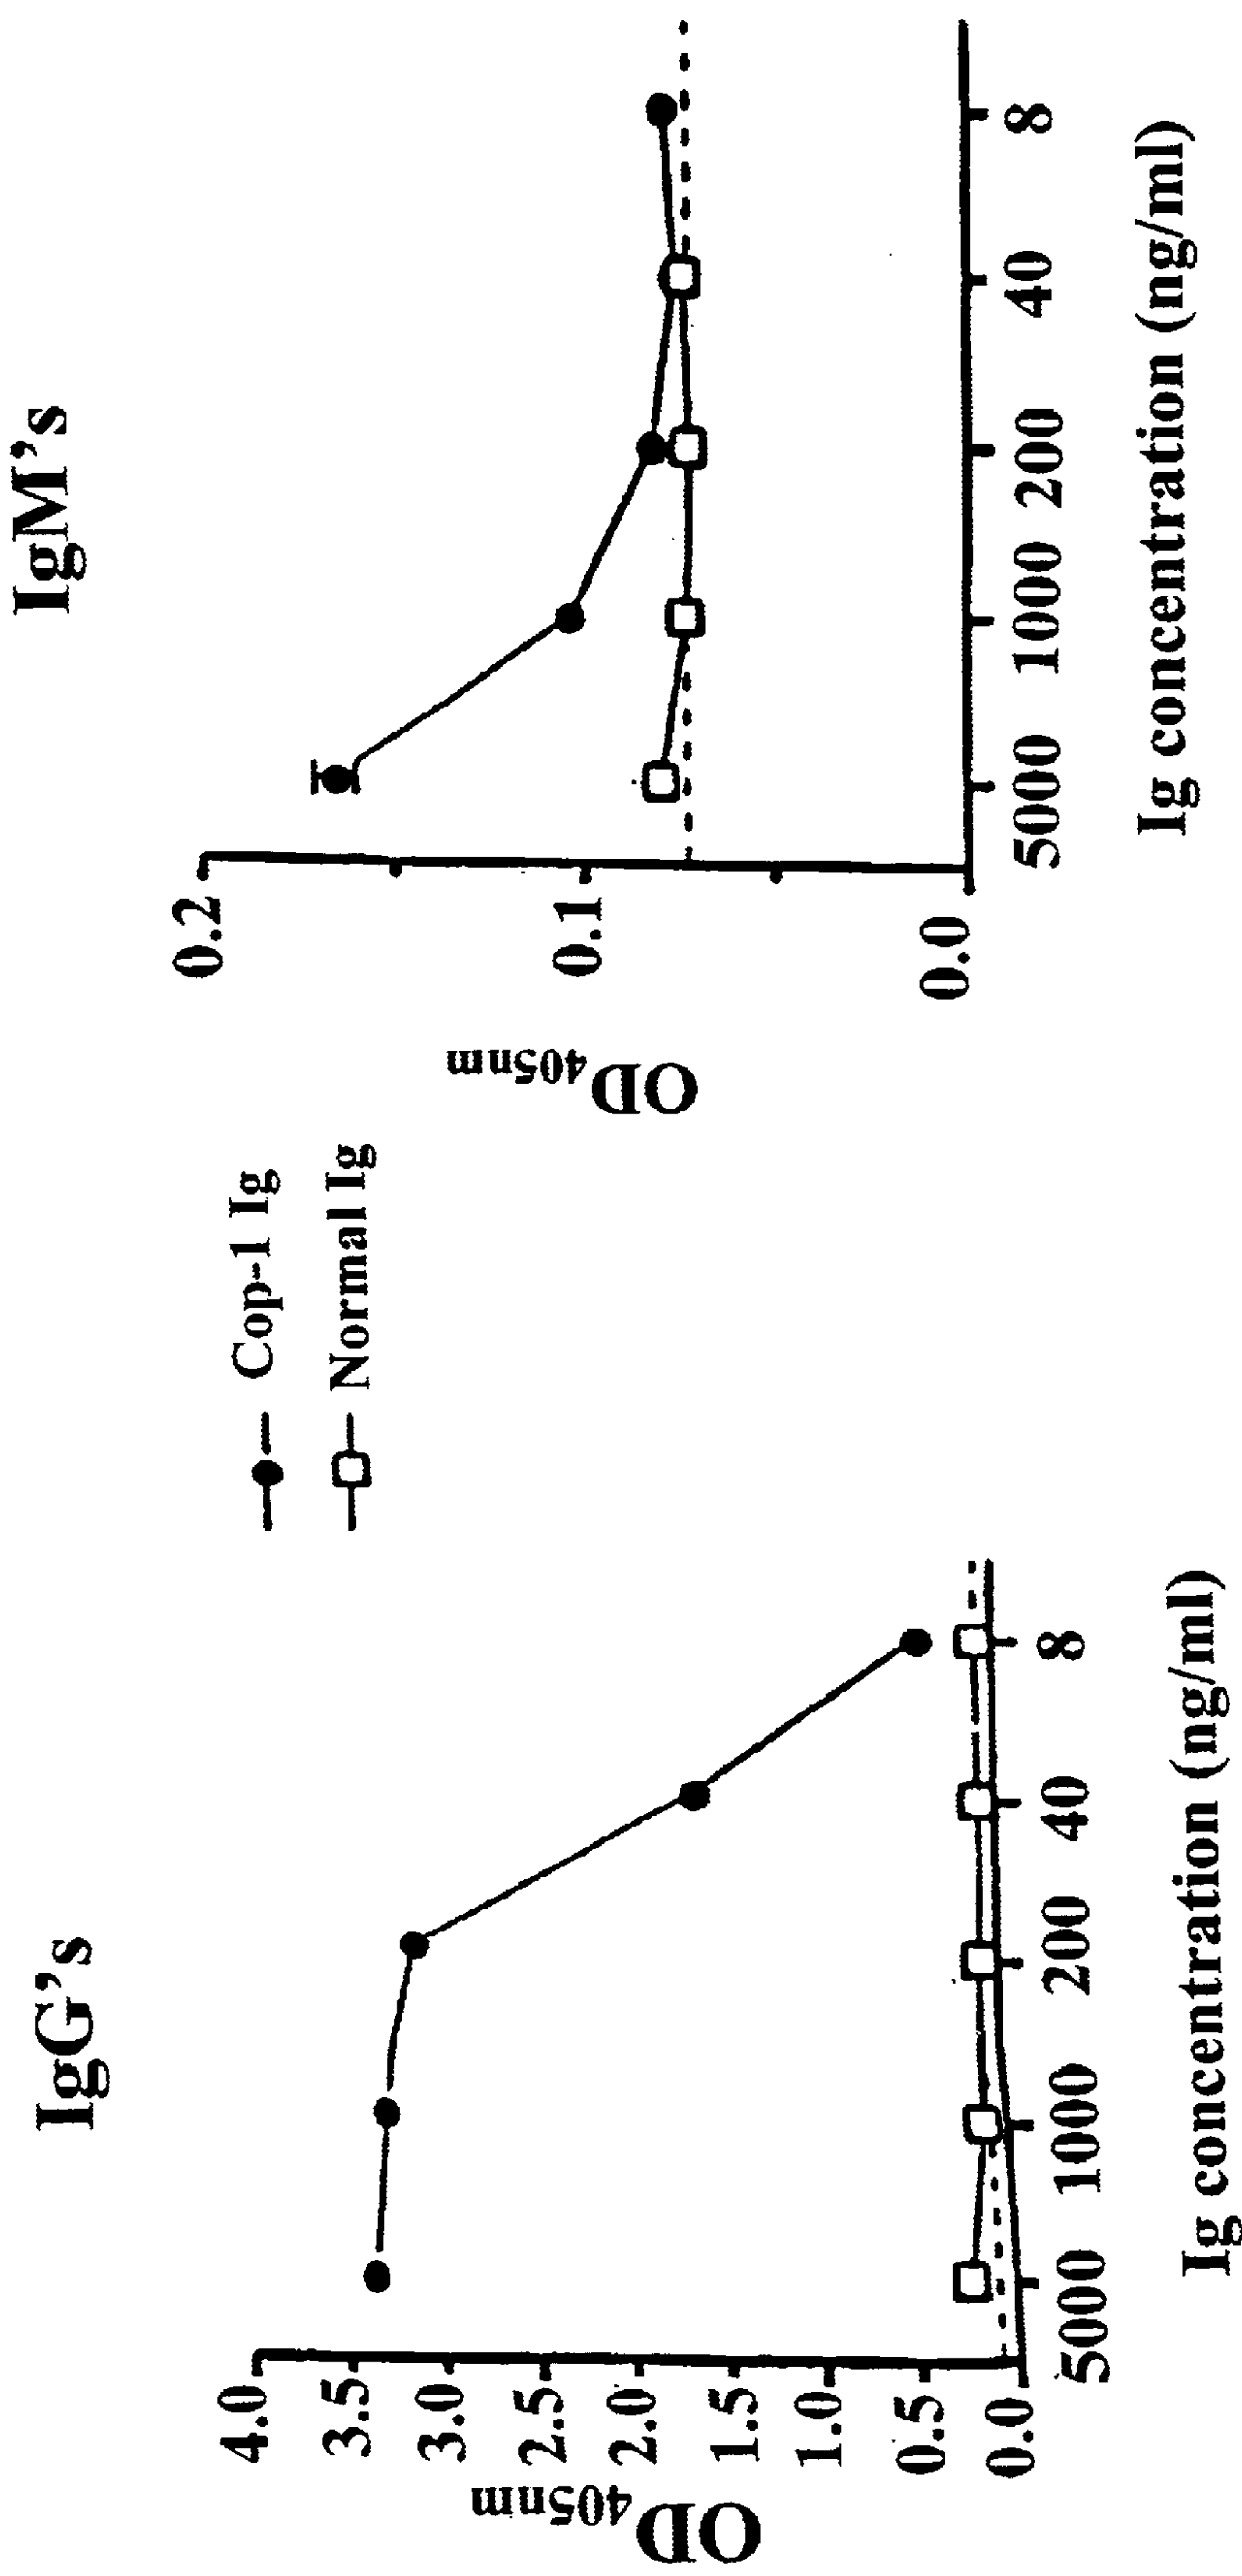 IgG's
OD405nm
4.0
3.5
3.0
2.5
2.0
1.5
1.0
0.5
0.0
5000 1000 200 40 8
Ig concentration (ng/ml)
Cop-1 Ig
Normal Ig
IgM's
OD405nm
0.2
0.1
0.0
5000 1000 200 40 8
Ig concentration (ng/ml)